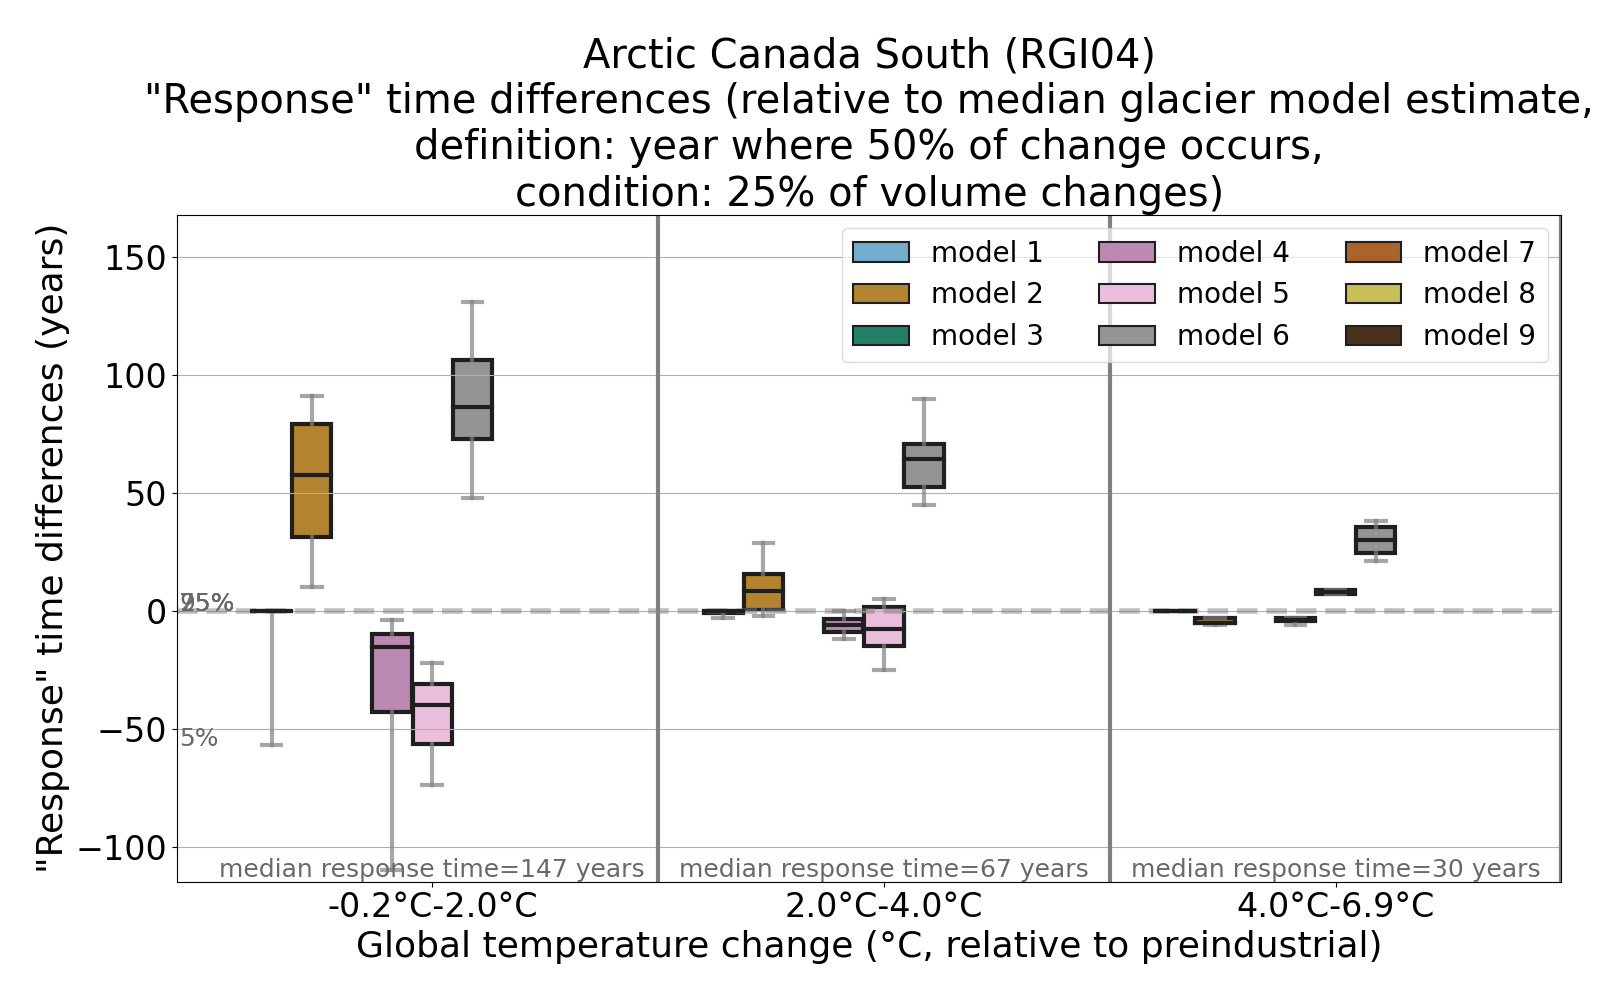 Arctic Canada South (RGI04)
"Response" time differences (relative to median glacier model estimate,
definition: year where 50% of change occurs,
condition: 25% of volume changes)
"Response" time differences (years)
150
100
50
0
−50
−100
5%
model 1
model 2
model 3
model 4
model 5
model 6
model 7
model 8
model 9
median response time=147 years
median response time=67 years
median response time=30 years
-0.2°C-2.0°C
2.0°C-4.0°C
4.0°C-6.9°C
Global temperature change (°C, relative to preindustrial)